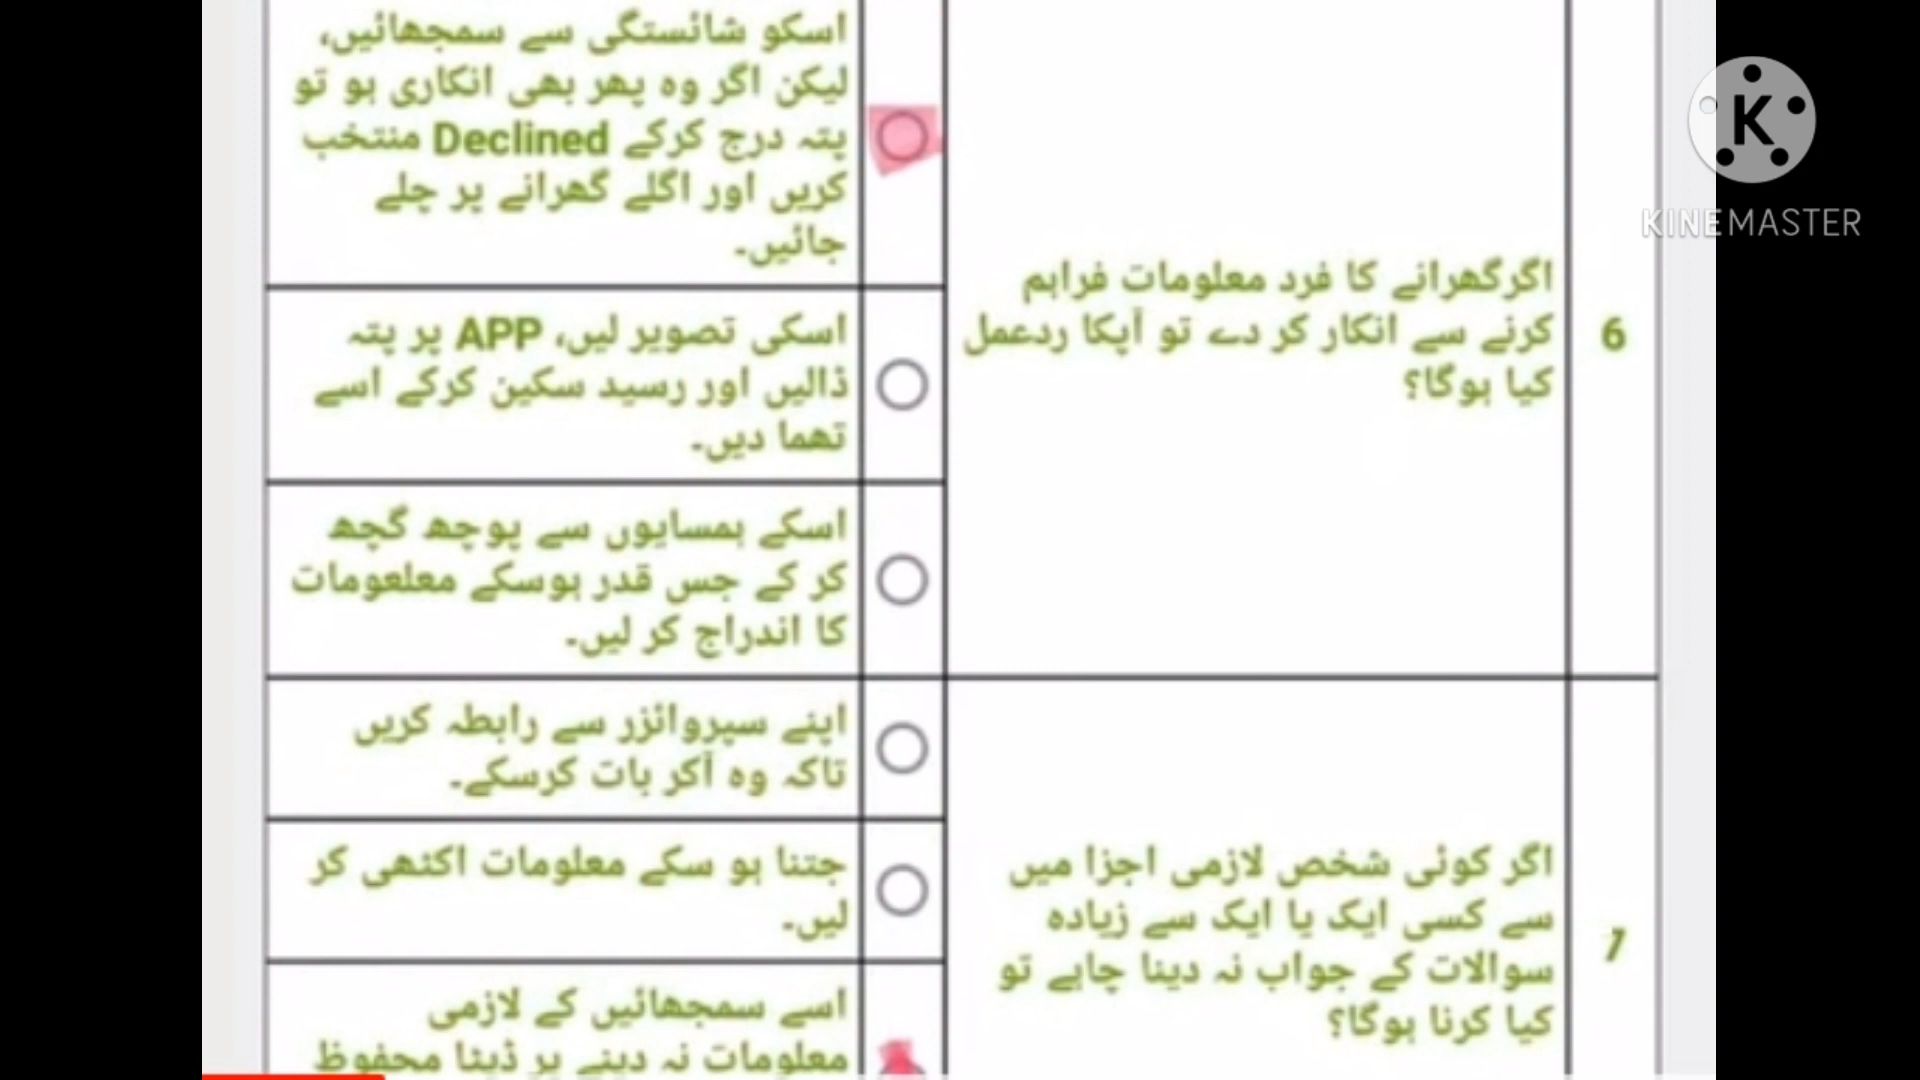 6
اگرگھرانے کا فرد معلومات فراہم
کرنے سے انکار کر دے تو آپکا ردعمل
کیا ہوگا؟
اسکو شائستگی سے سمجھائیں،
لیکن اگر وہ پھر بھی انکاری ہو تو
پتہ درج کرکے Declined منتخب
کریں اور اگلے گھرانے پر چلے
جائیں۔
اسکی تصویر لیں، APP پر پتہ
ڈالیں اور رسید سکین کرکے اسے
تھما دیں۔
اسکے ہمسایوں سے پوچھ گچھ
کر کے جس قدر ہوسکے معلعومات
کا اندراج کر لیں۔
7
اگر کوئی شخص لازمی اجزا میں
سے کسی ایک یا ایک سے زیادہ
سوالات کے جواب نہ دینا چاہے تو
کیا کرنا ہوگا؟
اپنے سپروائزر سے رابطہ کریں
تاکہ وہ آکر بات کرسکے۔
جتنا ہو سکے معلومات اکٹھی کر
لیں۔
اسے سمجھائیں کے لازمی
معلومات نہ دینے پر ڈیٹا محفوظ
K
KINEMASTER